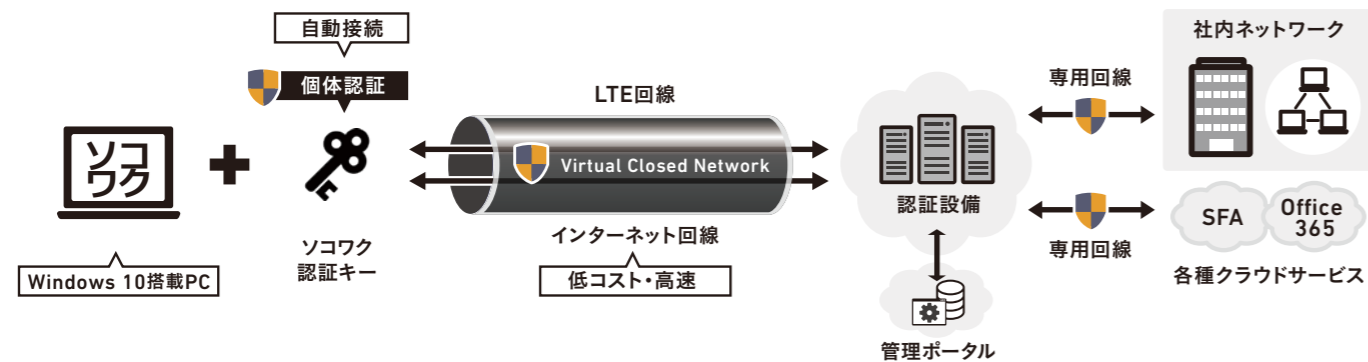 自動接続
個体認証
ソコ
ワク
Windows 10搭載PC
ソコワク
認証キー
LTE回線
Virtual Closed Network
インターネット回線
低コスト・高速
認証設備
管理ポータル
専用回線
専用回線
社内ネットワーク
SFA
Office
365
各種クラウドサービス